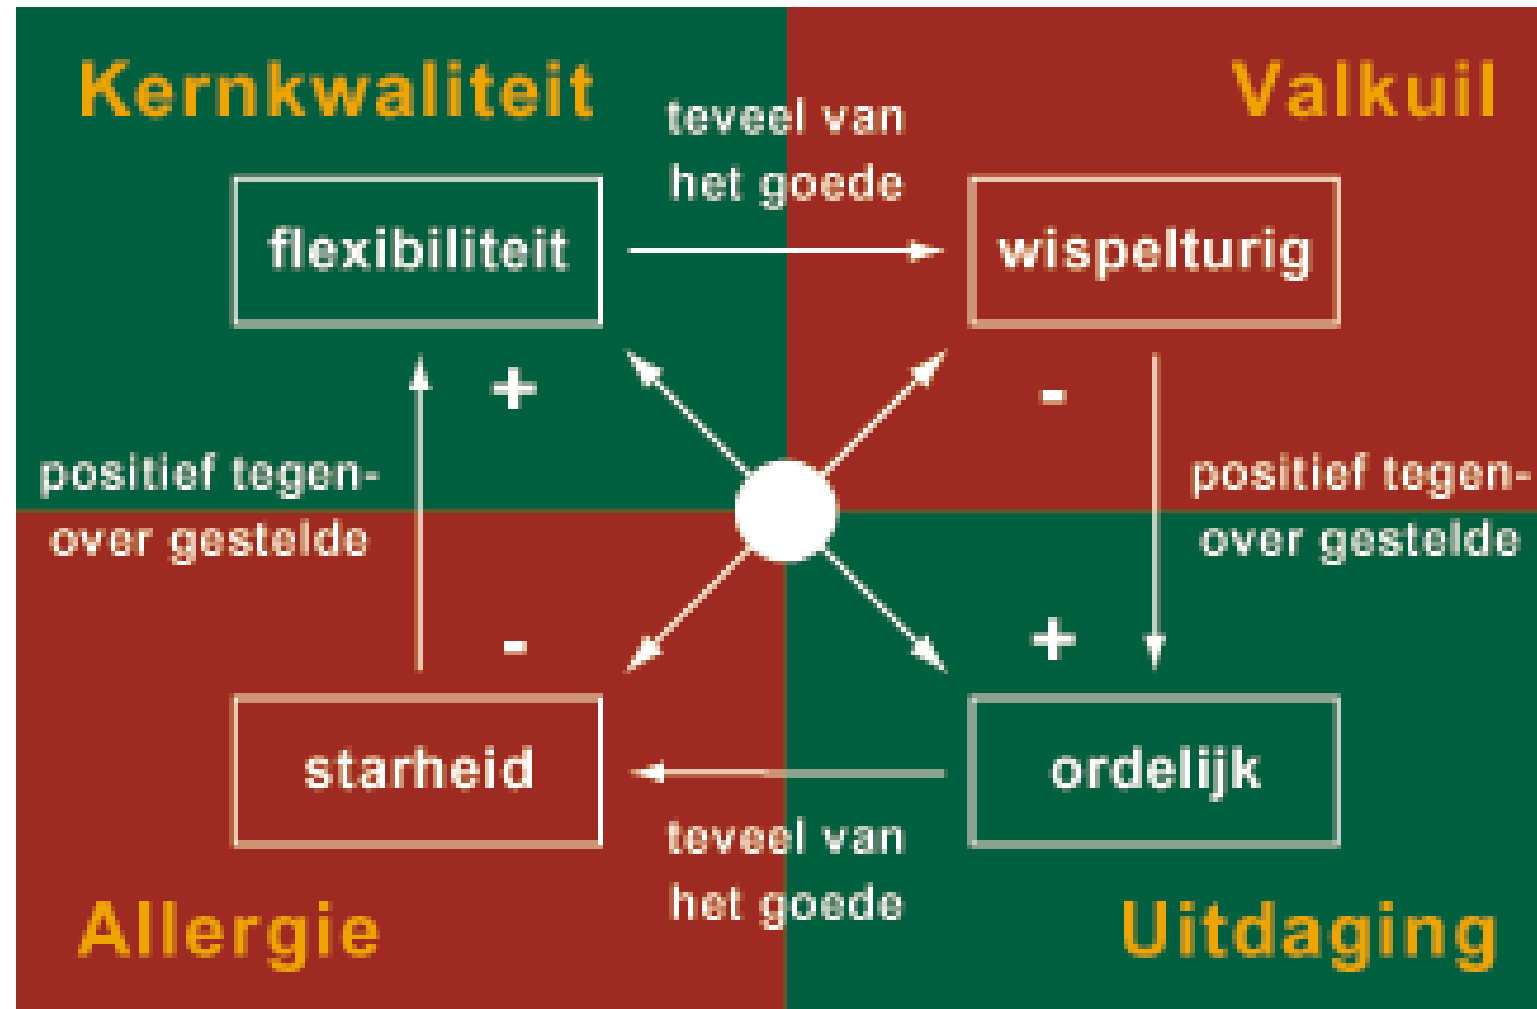 Kernkwaliteit
Valkuil
teveel van
het goede
flexibiliteit
wispelturig
+
-
positief tegen-
over gestelde
positief tegen-
over gestelde
-
+
starheid
ordelijk
teveel van
het goede
Allergie
Uitdaging